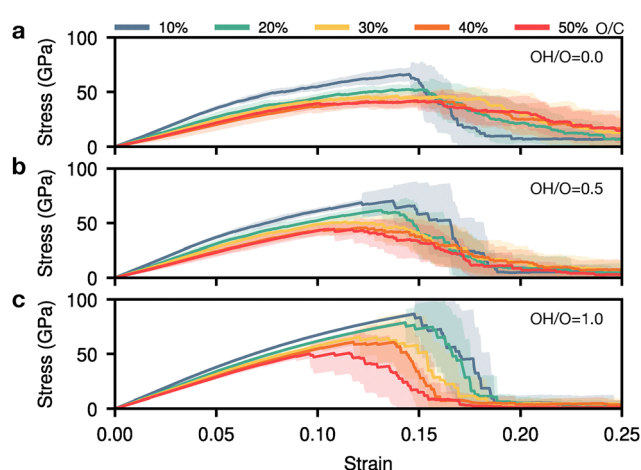 10% 20% 30% 40% 50% O/C
a
Stress (GPa)
100
50
0
OH/O=0.0
b
Stress (GPa)
100
50
0
OH/O=0.5
c
Stress (GPa)
100
50
0
OH/O=1.0
0.00 0.05 0.10 0.15 0.20 0.25
Strain